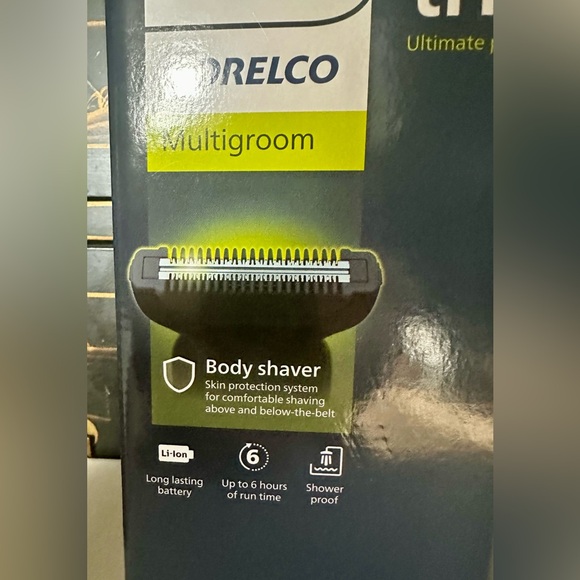 Ultimate
ORELCO
Multigroom
Body shaver
Skin protection system
for comfortable shaving
above and below-the-belt
Li-Ion
6
Long lasting
battery
Up to 6 hours
of run time
Shower
proof